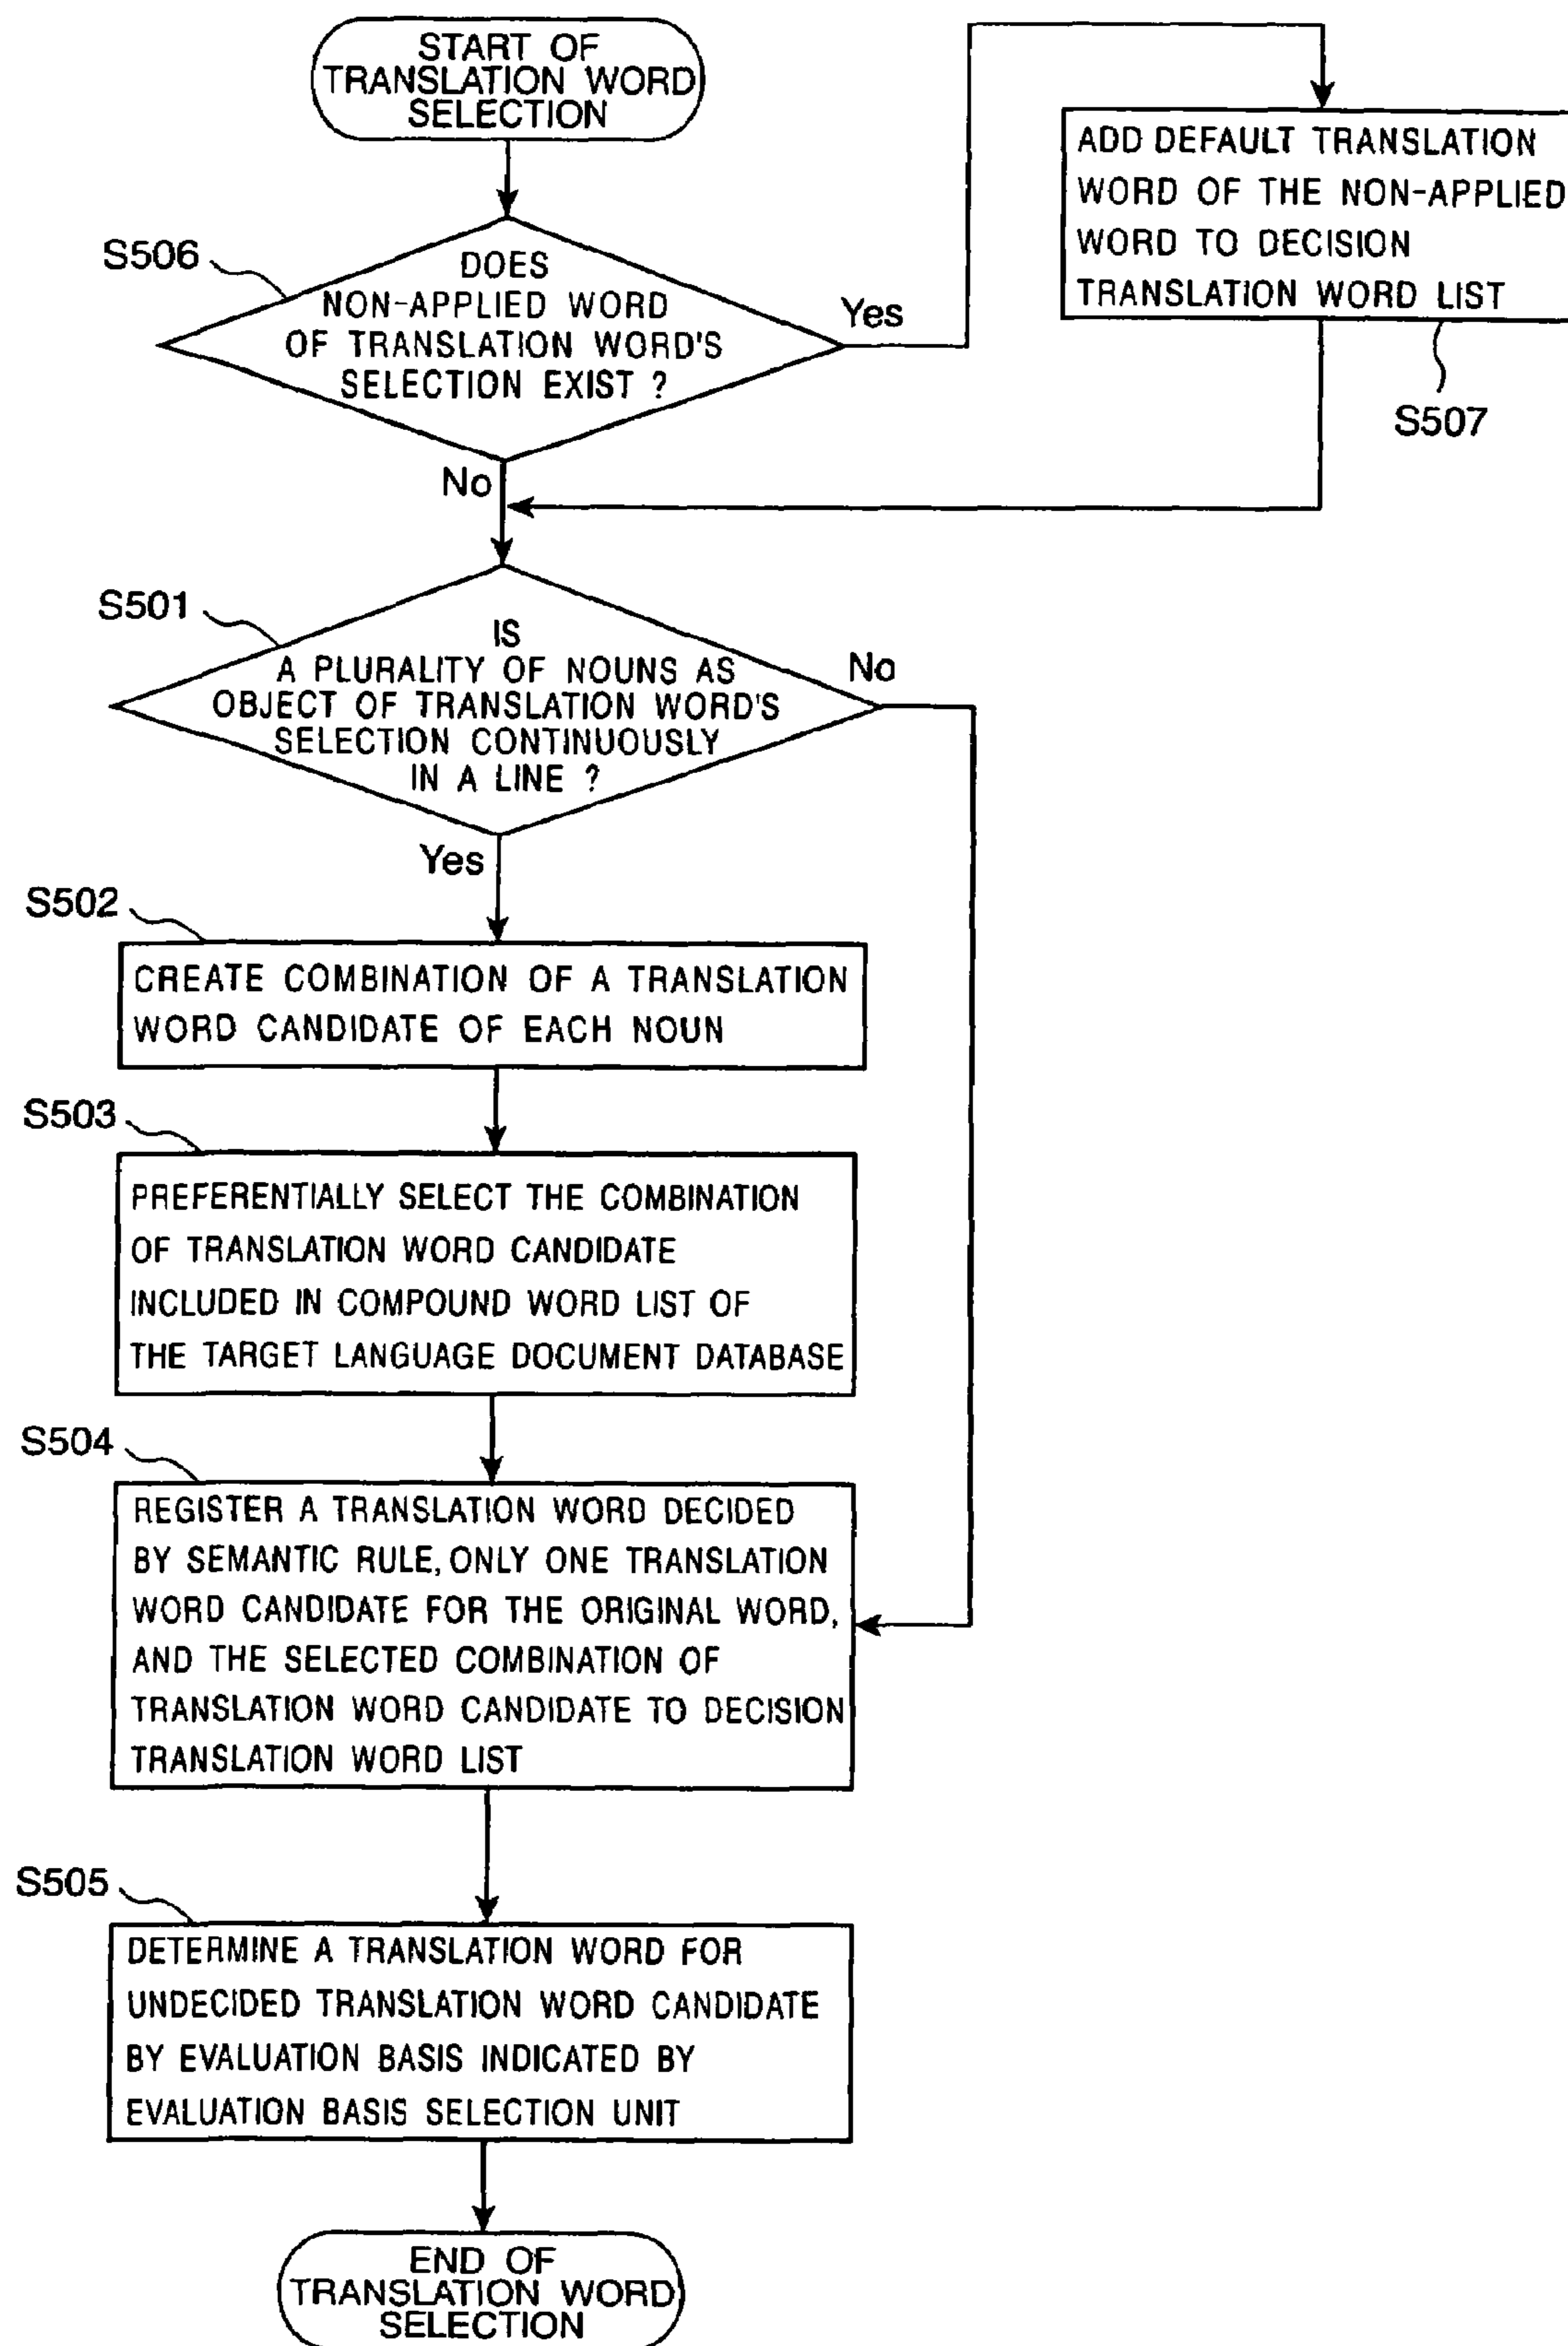 START OF
TRANSLATION WORD
SELECTION
S506
DOES
NON-APPLIED WORD
OF TRANSLATION WORD'S
SELECTION EXIST ?
Yes
ADD DEFAULT TRANSLATION
WORD OF THE NON-APPLIED
WORD TO DECISION
TRANSLATION WORD LIST
S507
No
S501
IS
A PLURALITY OF NOUNS AS
OBJECT OF TRANSLATION WORD'S
SELECTION CONTINUOUSLY
IN A LINE ?
No
Yes
S502
CREATE COMBINATION OF A TRANSLATION
WORD CANDIDATE OF EACH NOUN
S503
PREFERENTIALLY SELECT THE COMBINATION
OF TRANSLATION WORD CANDIDATE
INCLUDED IN COMPOUND WORD LIST OF
THE TARGET LANGUAGE DOCUMENT DATABASE
S504
REGISTER A TRANSLATION WORD DECIDED
BY SEMANTIC RULE, ONLY ONE TRANSLATION
WORD CANDIDATE FOR THE ORIGINAL WORD,
AND THE SELECTED COMBINATION OF
TRANSLATION WORD CANDIDATE TO DECISION
TRANSLATION WORD LIST
S505
DETERMINE A TRANSLATION WORD FOR
UNDECIDED TRANSLATION WORD CANDIDATE
BY EVALUATION BASIS INDICATED BY
EVALUATION BASIS SELECTION UNIT
END OF
TRANSLATION WORD
SELECTION